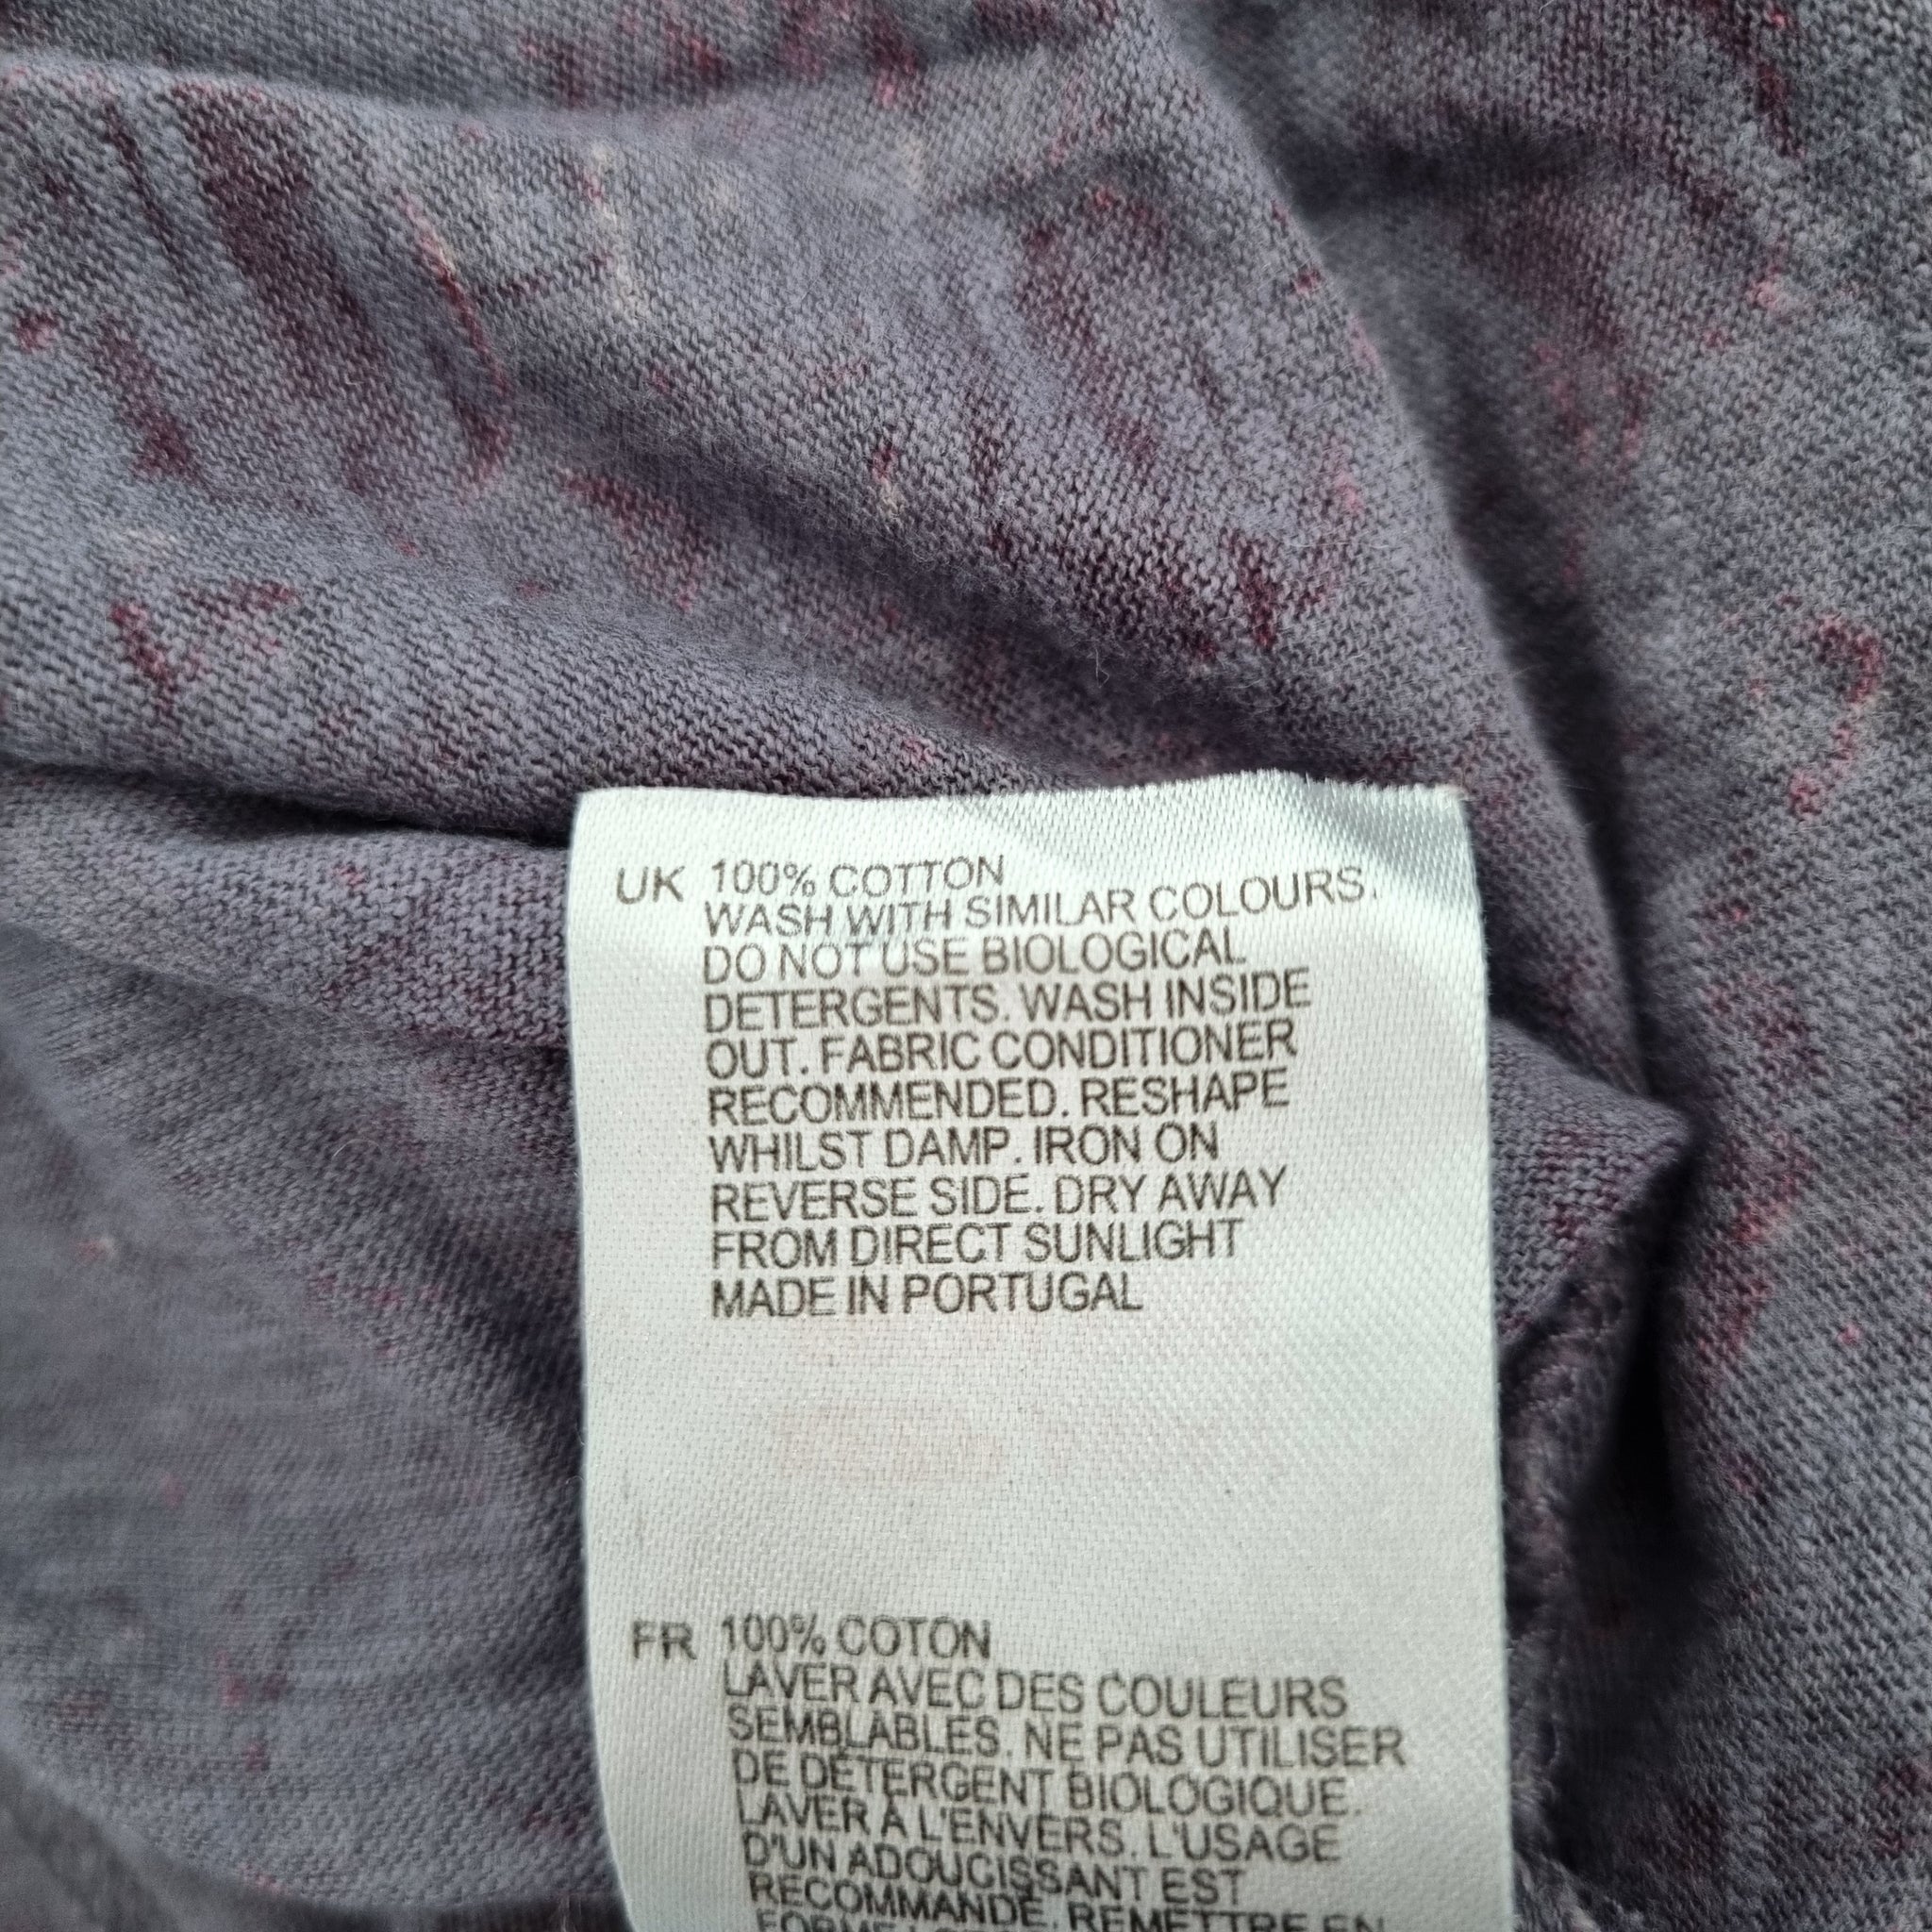 UK 100% COTTON
WASH WITH SIMILAR COLOURS.
DO NOT USE BIOLOGICAL
DETERGENTS. WASH INSIDE
OUT. FABRIC CONDITIONER
RECOMMENDED. RESHAPE
WHILST DAMP. IRON ON
REVERSE SIDE. DRY AWAY
FROM DIRECT SUNLIGHT
MADE IN PORTUGAL
FR 100% COTON
LAVER AVEC DES COULEURS
SEMBLABLES. NE PAS UTILISER
DE DÉTERGENT BIOLOGIQUE.
LAVER À L'ENVERS. L'USAGE
D'UN ADOUCISSANT EST
RECOMMANDÉ. REMETTRE EN